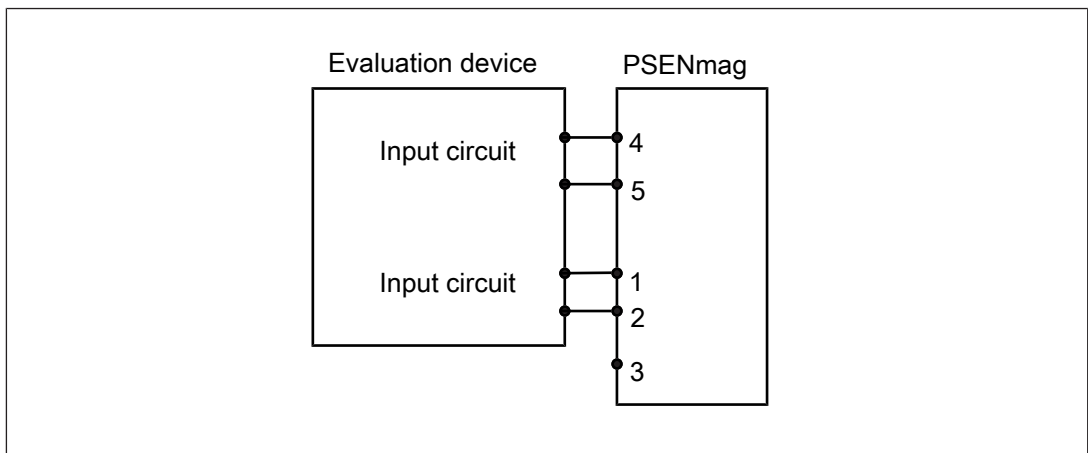 Evaluation device
PSENmag
Input circuit
4
5
Input circuit
1
2
3